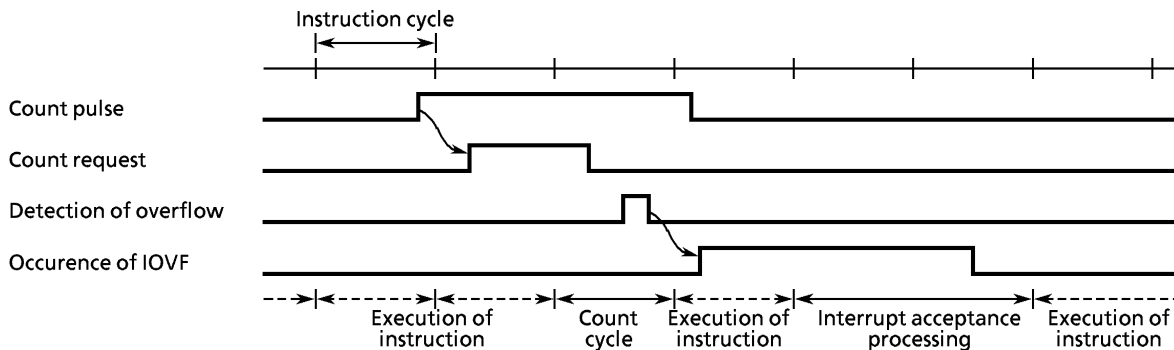 Instruction cycle
Count pulse
Count request
Detection of overflow
Occurence of IOVF
Execution of
instruction
Count
cycle
Execution of
instruction
Interrupt acceptance
processing
Execution of
instruction